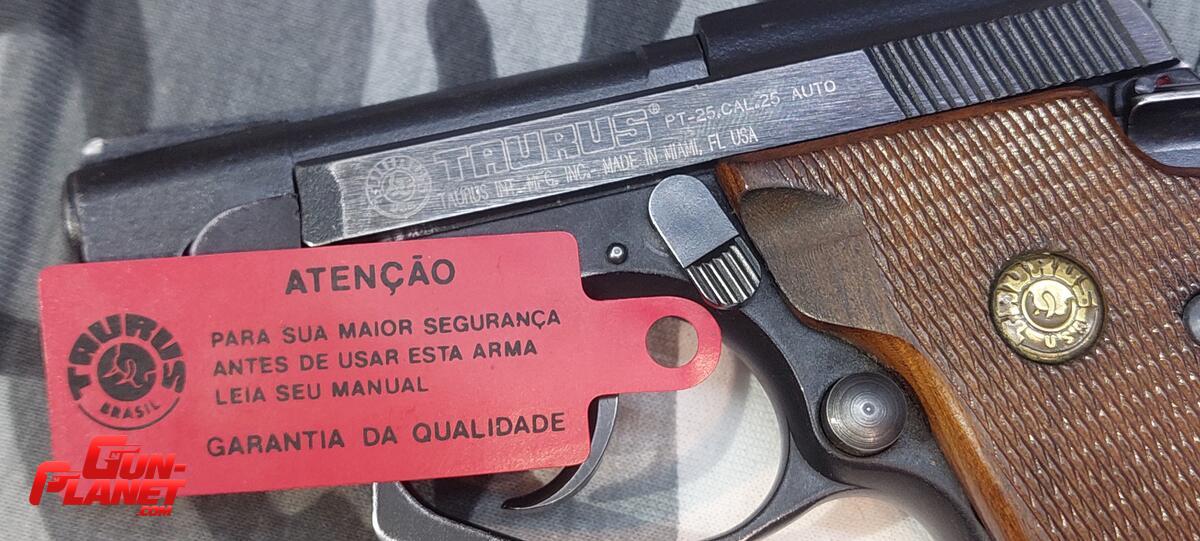 TAURUS® PT-25.CAL.25 AUTO
TAURUS INT. MFG. INC.- MADE IN MIAMI, FL USA
ATENÇÃO
TAURUS
BRASIL
PARA SUA MAIOR SEGURANÇA
ANTES DE USAR ESTA ARMA
LEIA SEU MANUAL
GARANTIA DA QUALIDADE
TAURUS
USA
GUN-
PLANET
.COM